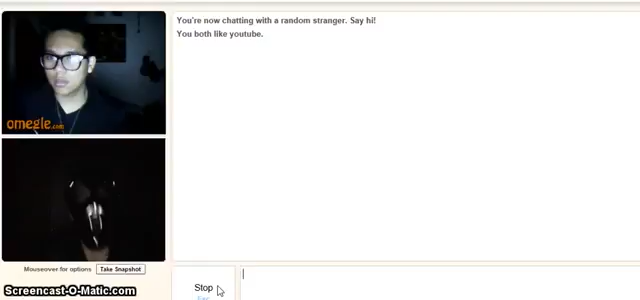 You're now chatting with a random stranger. Say hi!
You both like youtube.
omegle.com
Mouseover for options
Take Snapshot
Stop
Esc
Screencast-O-Matic.com